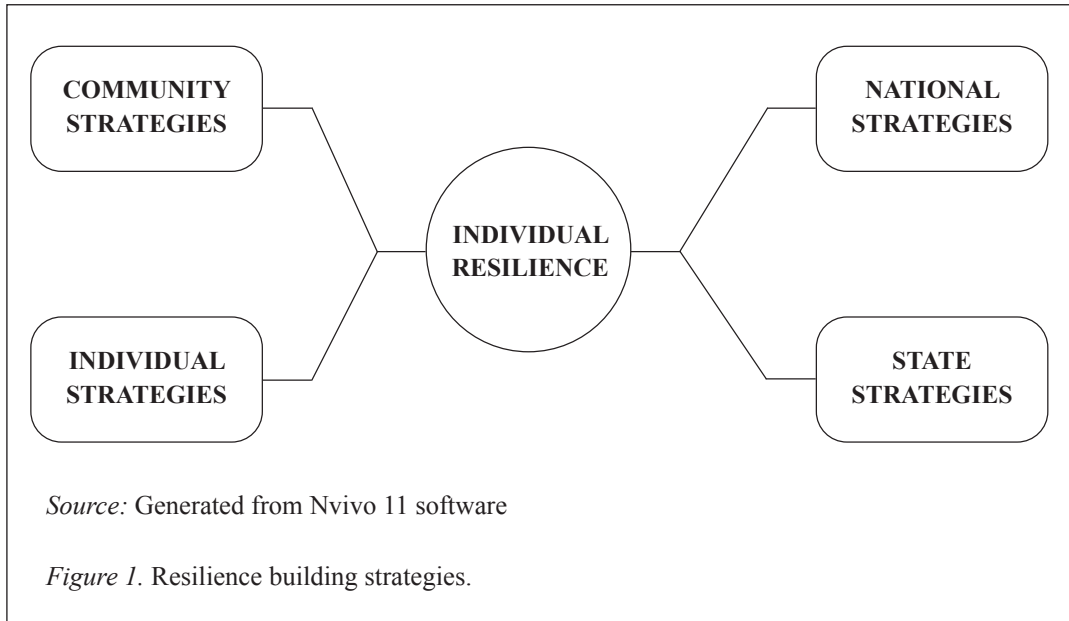 COMMUNITY
STRATEGIES
NATIONAL
STRATEGIES
INDIVIDUAL
RESILIENCE
INDIVIDUAL
STRATEGIES
STATE
STRATEGIES
Source: Generated from Nvivo 11 software
Figure 1. Resilience building strategies.